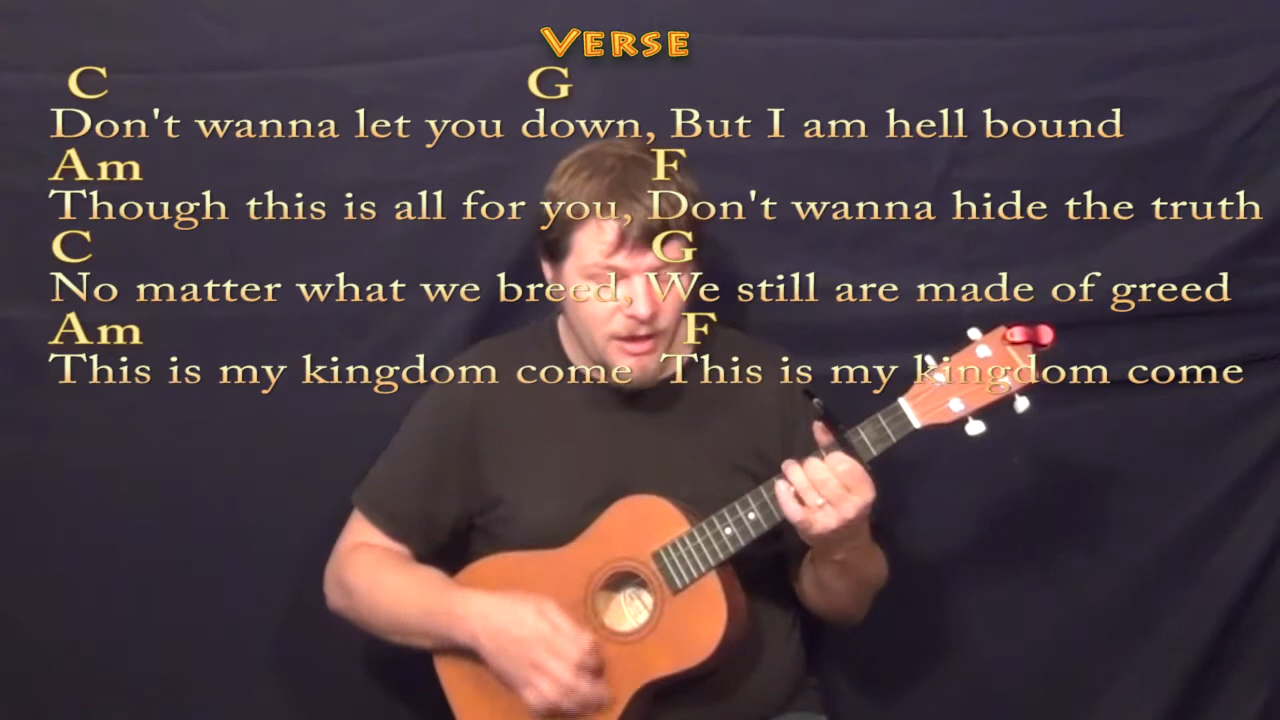 VERSE
C G
Don't wanna let you down, But I am hell bound
Am F
Though this is all for you, Don't wanna hide the truth
C G
No matter what we breed, We still are made of greed
Am F
This is my kingdom come This is my kingdom come